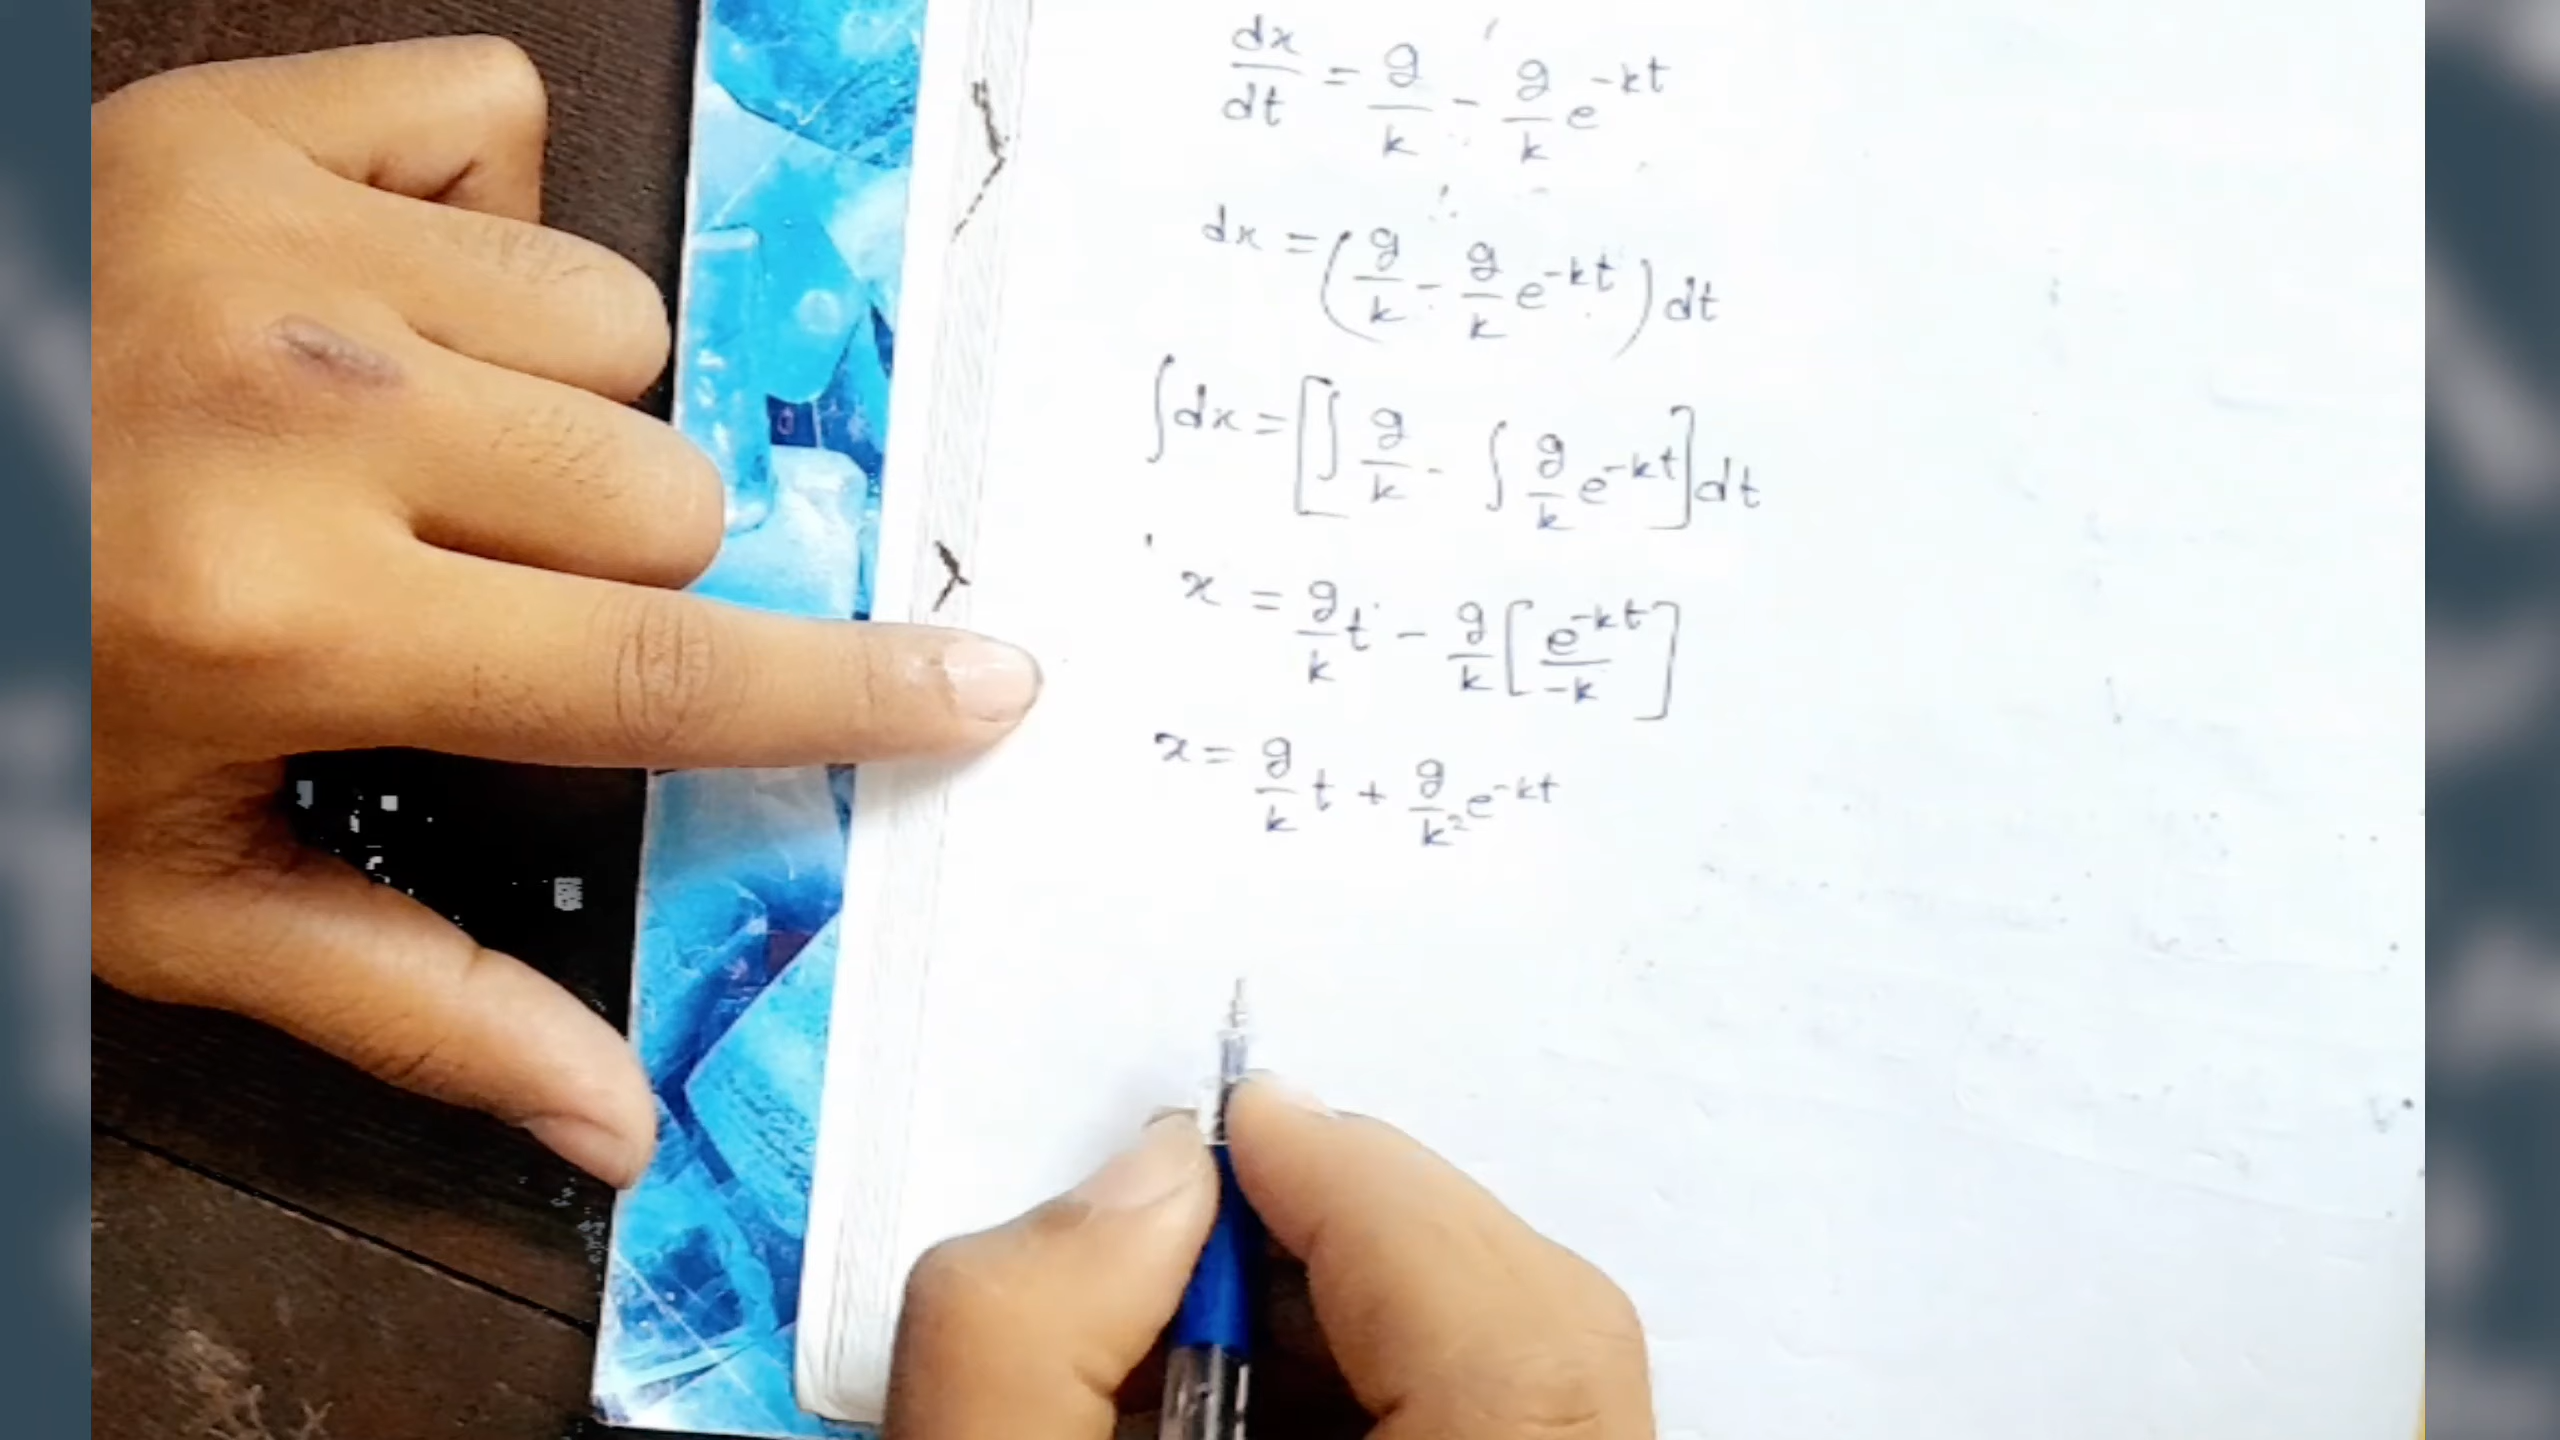 dx/dt = g/k - g/k e^-kt
dx = (g/k - g/k e^-kt) dt
∫dx = [∫ g/k - ∫ g/k e^-kt] dt
x = g/k t - g/k [e^-kt/-k]
x = g/k t + g/k² e^-kt